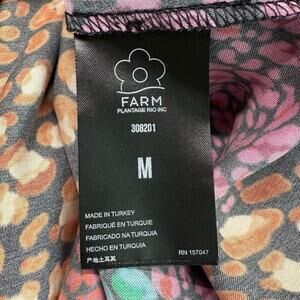 FARM
PLANTAGE RIO INC
308201
M
MADE IN TURKEY
FABRIQUÉ EN TURQUIE
FABRICADO NA TURQUIA
HECHO EN TURQUIA
产地土耳其
RN 157047